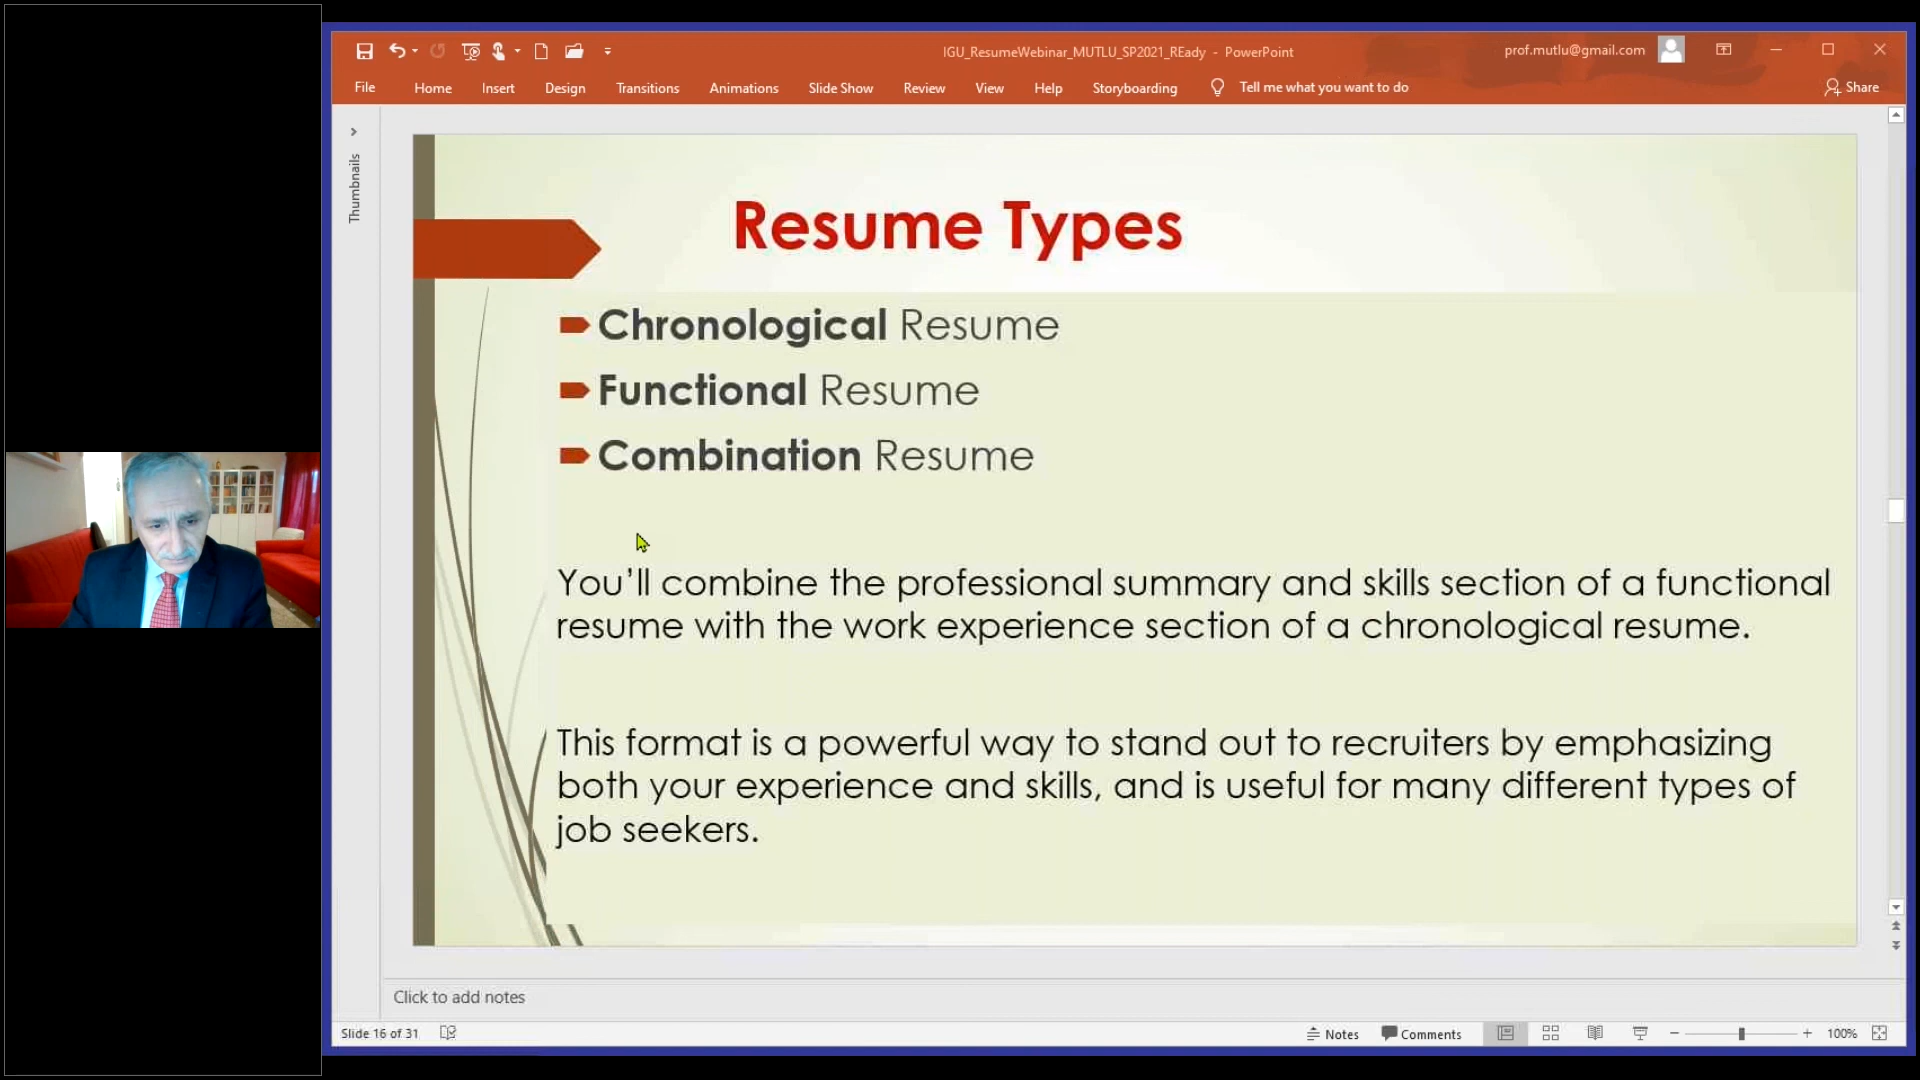 IGU_ResumeWebinar_MUTLU_SP2021_REady - PowerPoint
prof.mutlu@gmail.com
File Home Insert Design Transitions Animations Slide Show Review View Help Storyboarding Tell me what you want to do Share
Thumbnails
Resume Types
Chronological Resume
Functional Resume
Combination Resume
You’ll combine the professional summary and skills section of a functional
resume with the work experience section of a chronological resume.
This format is a powerful way to stand out to recruiters by emphasizing
both your experience and skills, and is useful for many different types of
job seekers.
Click to add notes
Slide 16 of 31 Notes Comments 100%